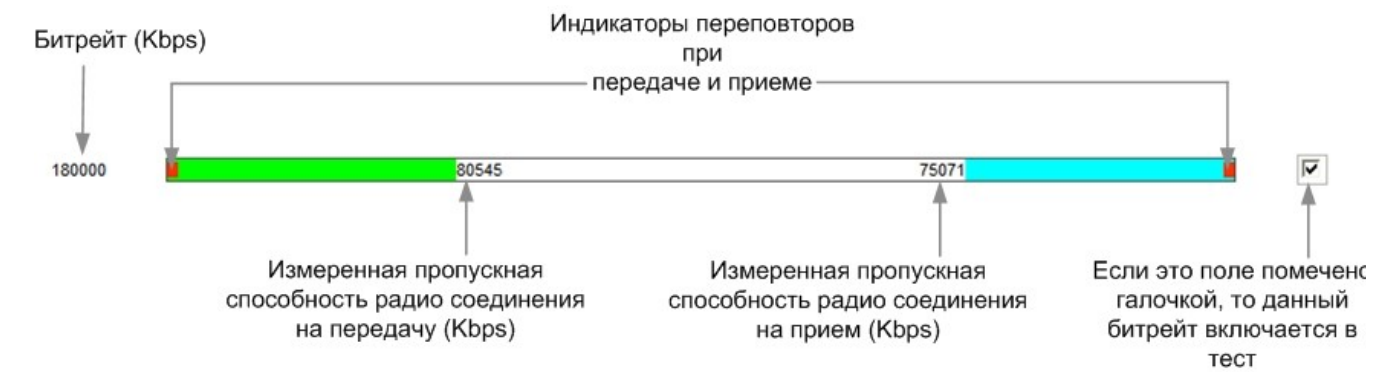 Битрейт (Kbps)
Индикаторы переповторов
при
передаче и приеме
180000
80545
75071
Измеренная пропускная
способность радио соединения
на передачу (Kbps)
Измеренная пропускная
способность радио соединения
на прием (Kbps)
Если это поле помечено
галочкой, то данный
битрейт включается в
тест